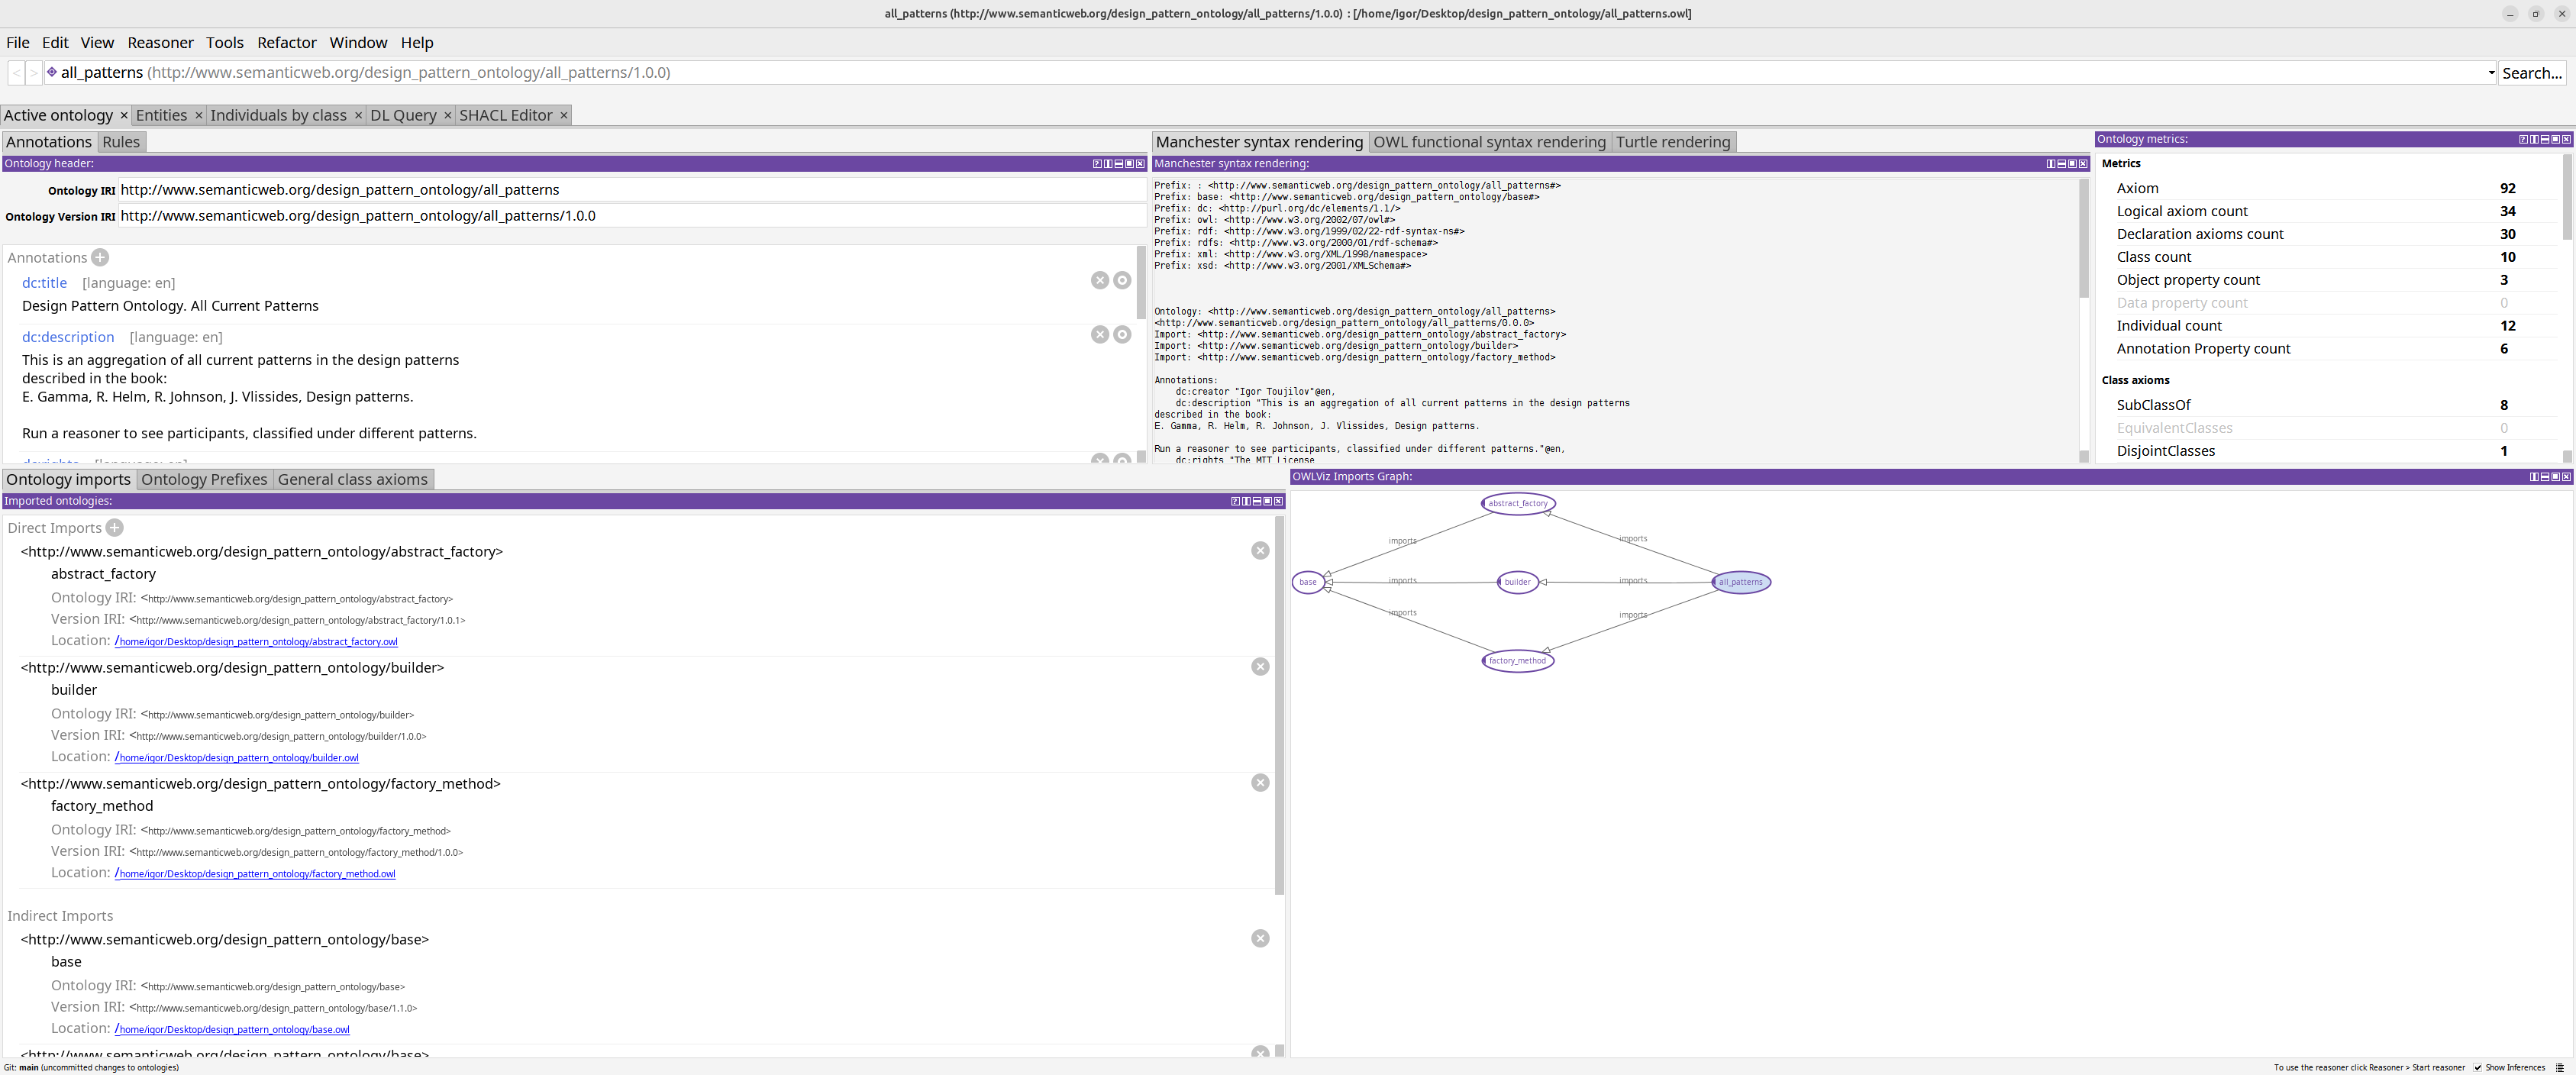 all_patterns (http://www.semanticweb.org/design_pattern_ontology/all_patterns/1.0.0) : [/home/igor/Desktop/design_pattern_ontology/all_patterns.owl]
File Edit View Reasoner Tools Refactor Window Help
< > all_patterns (http://www.semanticweb.org/design_pattern_ontology/all_patterns/1.0.0) Search...
Active ontology × Entities × Individuals by class × DL Query × SHACL Editor ×
Annotations Rules
Ontology header:
Ontology IRI http://www.semanticweb.org/design_pattern_ontology/all_patterns
Ontology Version IRI http://www.semanticweb.org/design_pattern_ontology/all_patterns/1.0.0
Annotations
dc:title [language: en]
Design Pattern Ontology. All Current Patterns
dc:description [language: en]
This is an aggregation of all current patterns in the design patterns
described in the book:
E. Gamma, R. Helm, R. Johnson, J. Vlissides, Design patterns.
Run a reasoner to see participants, classified under different patterns.
dc:rights [language: en]
Manchester syntax rendering OWL functional syntax rendering Turtle rendering
Manchester syntax rendering:
Prefix: : <http://www.semanticweb.org/design_pattern_ontology/all_patterns#>
Prefix: base: <http://www.semanticweb.org/design_pattern_ontology/base#>
Prefix: dc: <http://purl.org/dc/elements/1.1/>
Prefix: owl: <http://www.w3.org/2002/07/owl#>
Prefix: rdf: <http://www.w3.org/1999/02/22-rdf-syntax-ns#>
Prefix: rdfs: <http://www.w3.org/2000/01/rdf-schema#>
Prefix: xml: <http://www.w3.org/XML/1998/namespace>
Prefix: xsd: <http://www.w3.org/2001/XMLSchema#>
Ontology: <http://www.semanticweb.org/design_pattern_ontology/all_patterns>
<http://www.semanticweb.org/design_pattern_ontology/all_patterns/0.0.0>
Import: <http://www.semanticweb.org/design_pattern_ontology/abstract_factory>
Import: <http://www.semanticweb.org/design_pattern_ontology/builder>
Import: <http://www.semanticweb.org/design_pattern_ontology/factory_method>
Annotations:
dc:creator "Igor Toujilov"@en,
dc:description "This is an aggregation of all current patterns in the design patterns
described in the book:
E. Gamma, R. Helm, R. Johnson, J. Vlissides, Design patterns.
Run a reasoner to see participants, classified under different patterns."@en,
dc:rights "The MIT License
Ontology metrics:
Metrics
Axiom 92
Logical axiom count 34
Declaration axioms count 30
Class count 10
Object property count 3
Data property count 0
Individual count 12
Annotation Property count 6
Class axioms
SubClassOf 8
EquivalentClasses 0
DisjointClasses 1
Ontology imports Ontology Prefixes General class axioms
Imported ontologies:
Direct Imports
<http://www.semanticweb.org/design_pattern_ontology/abstract_factory>
abstract_factory
Ontology IRI: <http://www.semanticweb.org/design_pattern_ontology/abstract_factory>
Version IRI: <http://www.semanticweb.org/design_pattern_ontology/abstract_factory/1.0.1>
Location: /home/igor/Desktop/design_pattern_ontology/abstract_factory.owl
<http://www.semanticweb.org/design_pattern_ontology/builder>
builder
Ontology IRI: <http://www.semanticweb.org/design_pattern_ontology/builder>
Version IRI: <http://www.semanticweb.org/design_pattern_ontology/builder/1.0.0>
Location: /home/igor/Desktop/design_pattern_ontology/builder.owl
<http://www.semanticweb.org/design_pattern_ontology/factory_method>
factory_method
Ontology IRI: <http://www.semanticweb.org/design_pattern_ontology/factory_method>
Version IRI: <http://www.semanticweb.org/design_pattern_ontology/factory_method/1.0.0>
Location: /home/igor/Desktop/design_pattern_ontology/factory_method.owl
Indirect Imports
<http://www.semanticweb.org/design_pattern_ontology/base>
base
Ontology IRI: <http://www.semanticweb.org/design_pattern_ontology/base>
Version IRI: <http://www.semanticweb.org/design_pattern_ontology/base/1.1.0>
Location: /home/igor/Desktop/design_pattern_ontology/base.owl
<http://www.semanticweb.org/design_pattern_ontology/base>
OWLViz Imports Graph:
abstract_factory
imports imports
base imports builder imports all_patterns
imports imports
factory_method
Git: main (uncommitted changes to ontologies)
To use the reasoner click Reasoner > Start reasoner Show Inferences